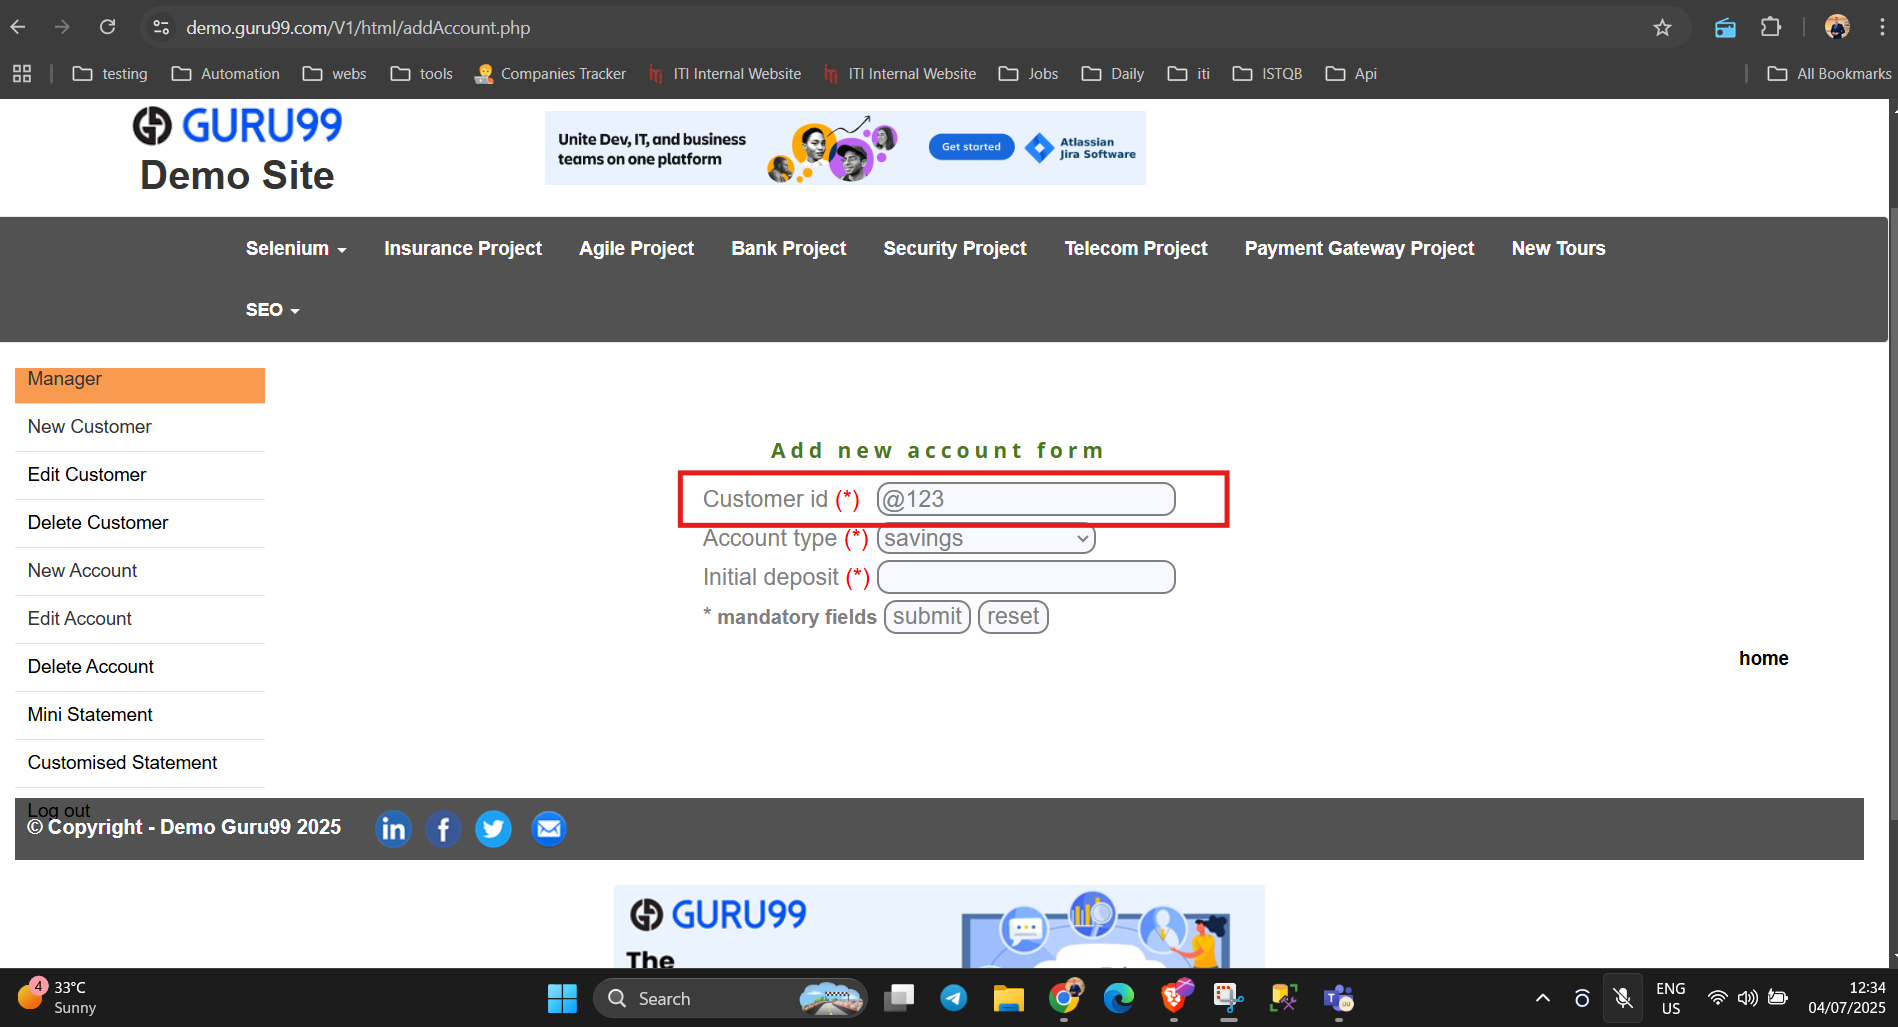 demo.guru99.com/V1/html/addAccount.php
testing Automation webs tools Companies Tracker ITI Internal Website ITI Internal Website Jobs Daily iti ISTQB Api All Bookmarks
GURU99
Demo Site
Unite Dev, IT, and business
teams on one platform
Get started
Atlassian
Jira Software
Selenium Insurance Project Agile Project Bank Project Security Project Telecom Project Payment Gateway Project New Tours
SEO
Manager
New Customer
Edit Customer
Delete Customer
New Account
Edit Account
Delete Account
Mini Statement
Customised Statement
Log out
Add new account form
Customer id (*) @123
Account type (*) savings
Initial deposit (*)
* mandatory fields submit reset
home
© Copyright - Demo Guru99 2025
GURU99
The
4
33°C
Sunny
Search
ENG
US
12:34
04/07/2025